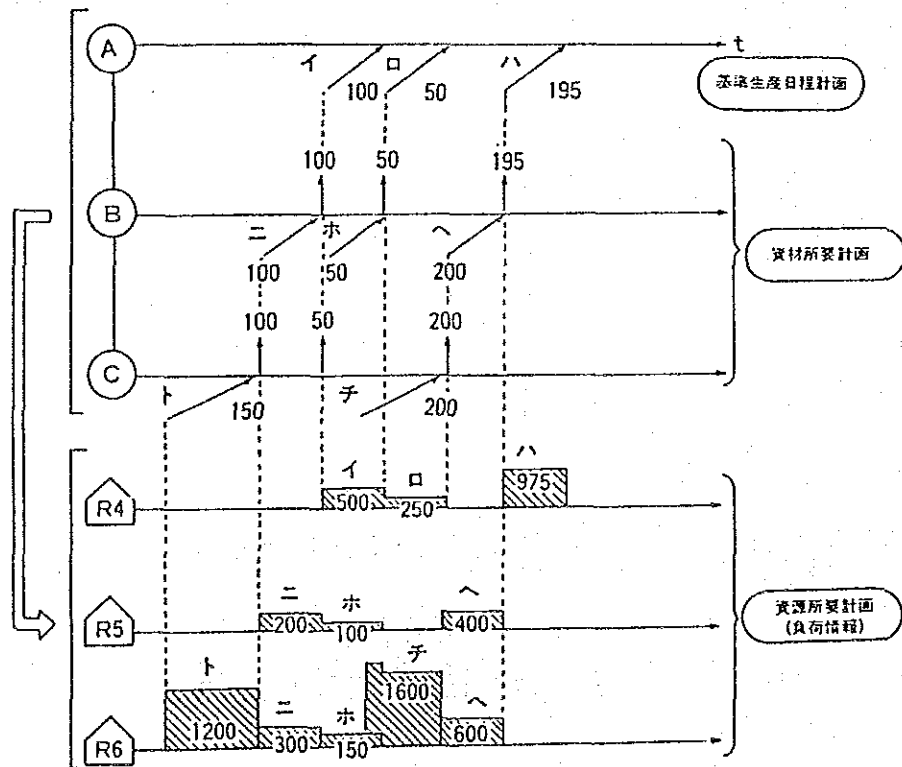 A
t
イ
ロ
ハ
100
50
195
基準生産日程計画
100
50
195
B
ニ
ホ
ヘ
100
50
200
資材所要計画
100
50
200
C
ト
チ
150
200
ハ
イ
ロ
975
R4
500
250
ニ
ホ
ヘ
資源所要計画
(負荷情報)
R5
200
100
400
ト
チ
ニ
ホ
ヘ
1600
1200
R6
300
150
600